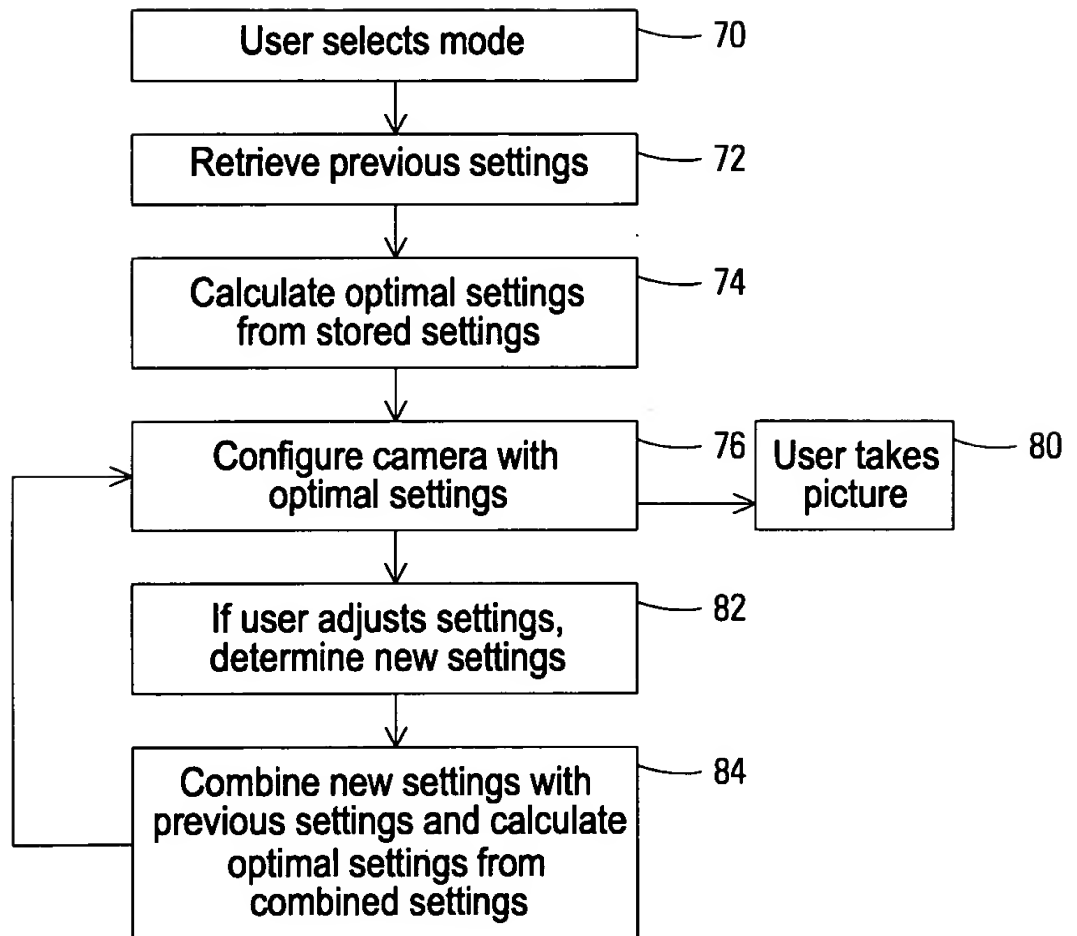 User selects mode
70
Retrieve previous settings
72
Calculate optimal settings
from stored settings
74
Configure camera with
optimal settings
76
User takes
picture
80
If user adjusts settings,
determine new settings
82
Combine new settings with
previous settings and calculate
optimal settings from
combined settings
84